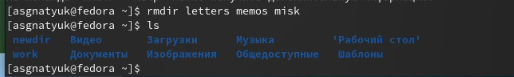 [asgnatyuk@fedora ~]$ rmdir letters memos misk
[asgnatyuk@fedora ~]$ ls
newdir Видео Загрузки Музыка 'Рабочий стол'
work Документы Изображения Общедоступные Шаблоны
[asgnatyuk@fedora ~]$